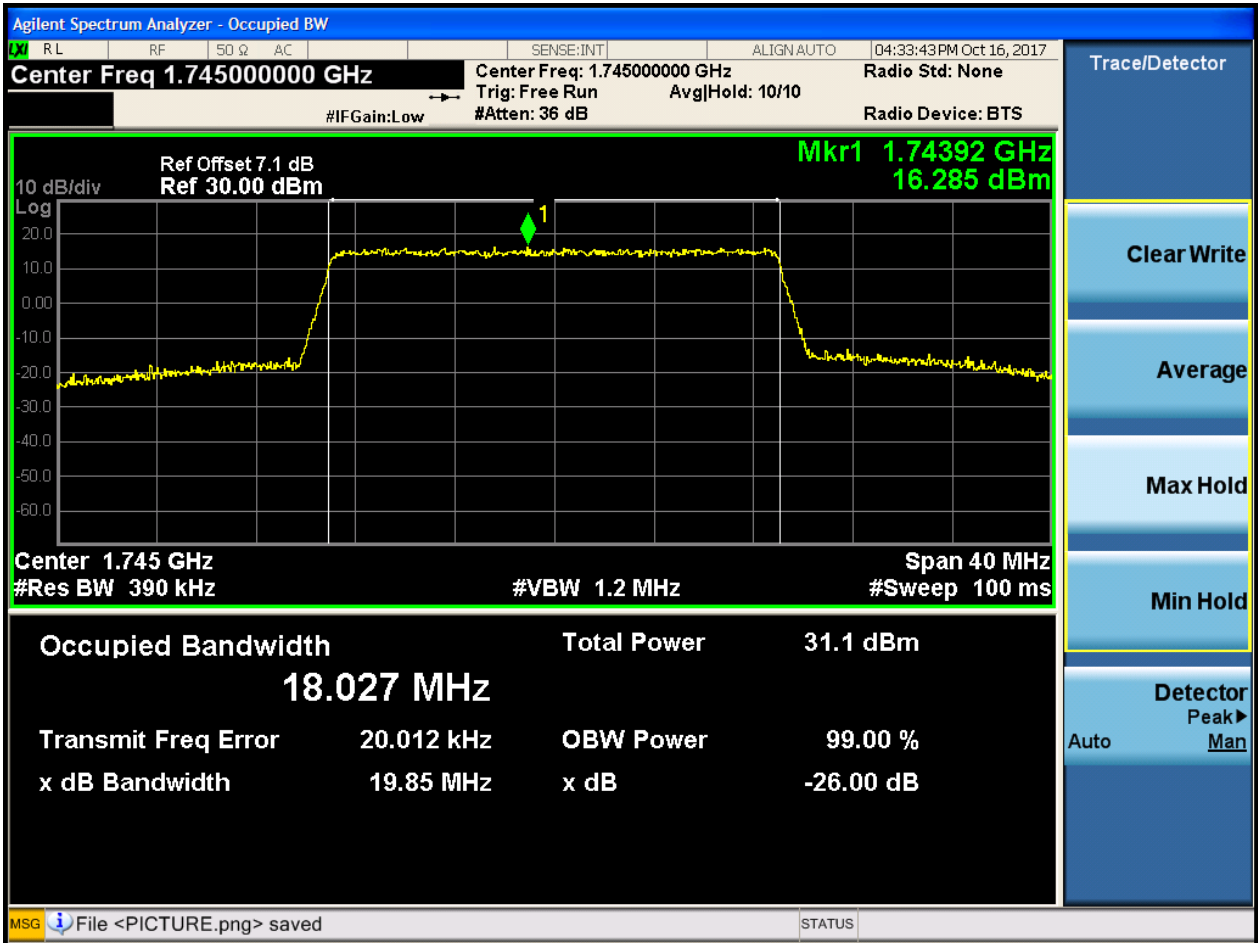 Agilent Spectrum Analyzer - Occupied BW
LXI RL RF 50 Ω AC SENSE:INT ALIGN AUTO 04:33:43 PM Oct 16, 2017
Center Freq 1.745000000 GHz
Center Freq: 1.745000000 GHz
Radio Std: None
Trig: Free Run Avg|Hold: 10/10
#IFGain:Low
#Atten: 36 dB
Radio Device: BTS
Trace/Detector
Mkr1 1.74392 GHz
16.285 dBm
Ref Offset 7.1 dB
10 dB/div Ref 30.00 dBm
Log
1
20.0
10.0
0.00
-10.0
-20.0
-30.0
-40.0
-50.0
-60.0
Center 1.745 GHz Span 40 MHz
#Res BW 390 kHz #VBW 1.2 MHz #Sweep 100 ms
Occupied Bandwidth Total Power 31.1 dBm
18.027 MHz
Transmit Freq Error 20.012 kHz OBW Power 99.00 %
x dB Bandwidth 19.85 MHz x dB -26.00 dB
Clear Write
Average
Max Hold
Min Hold
Detector
Peak▶
Auto Man
MSG File <PICTURE.png> saved STATUS